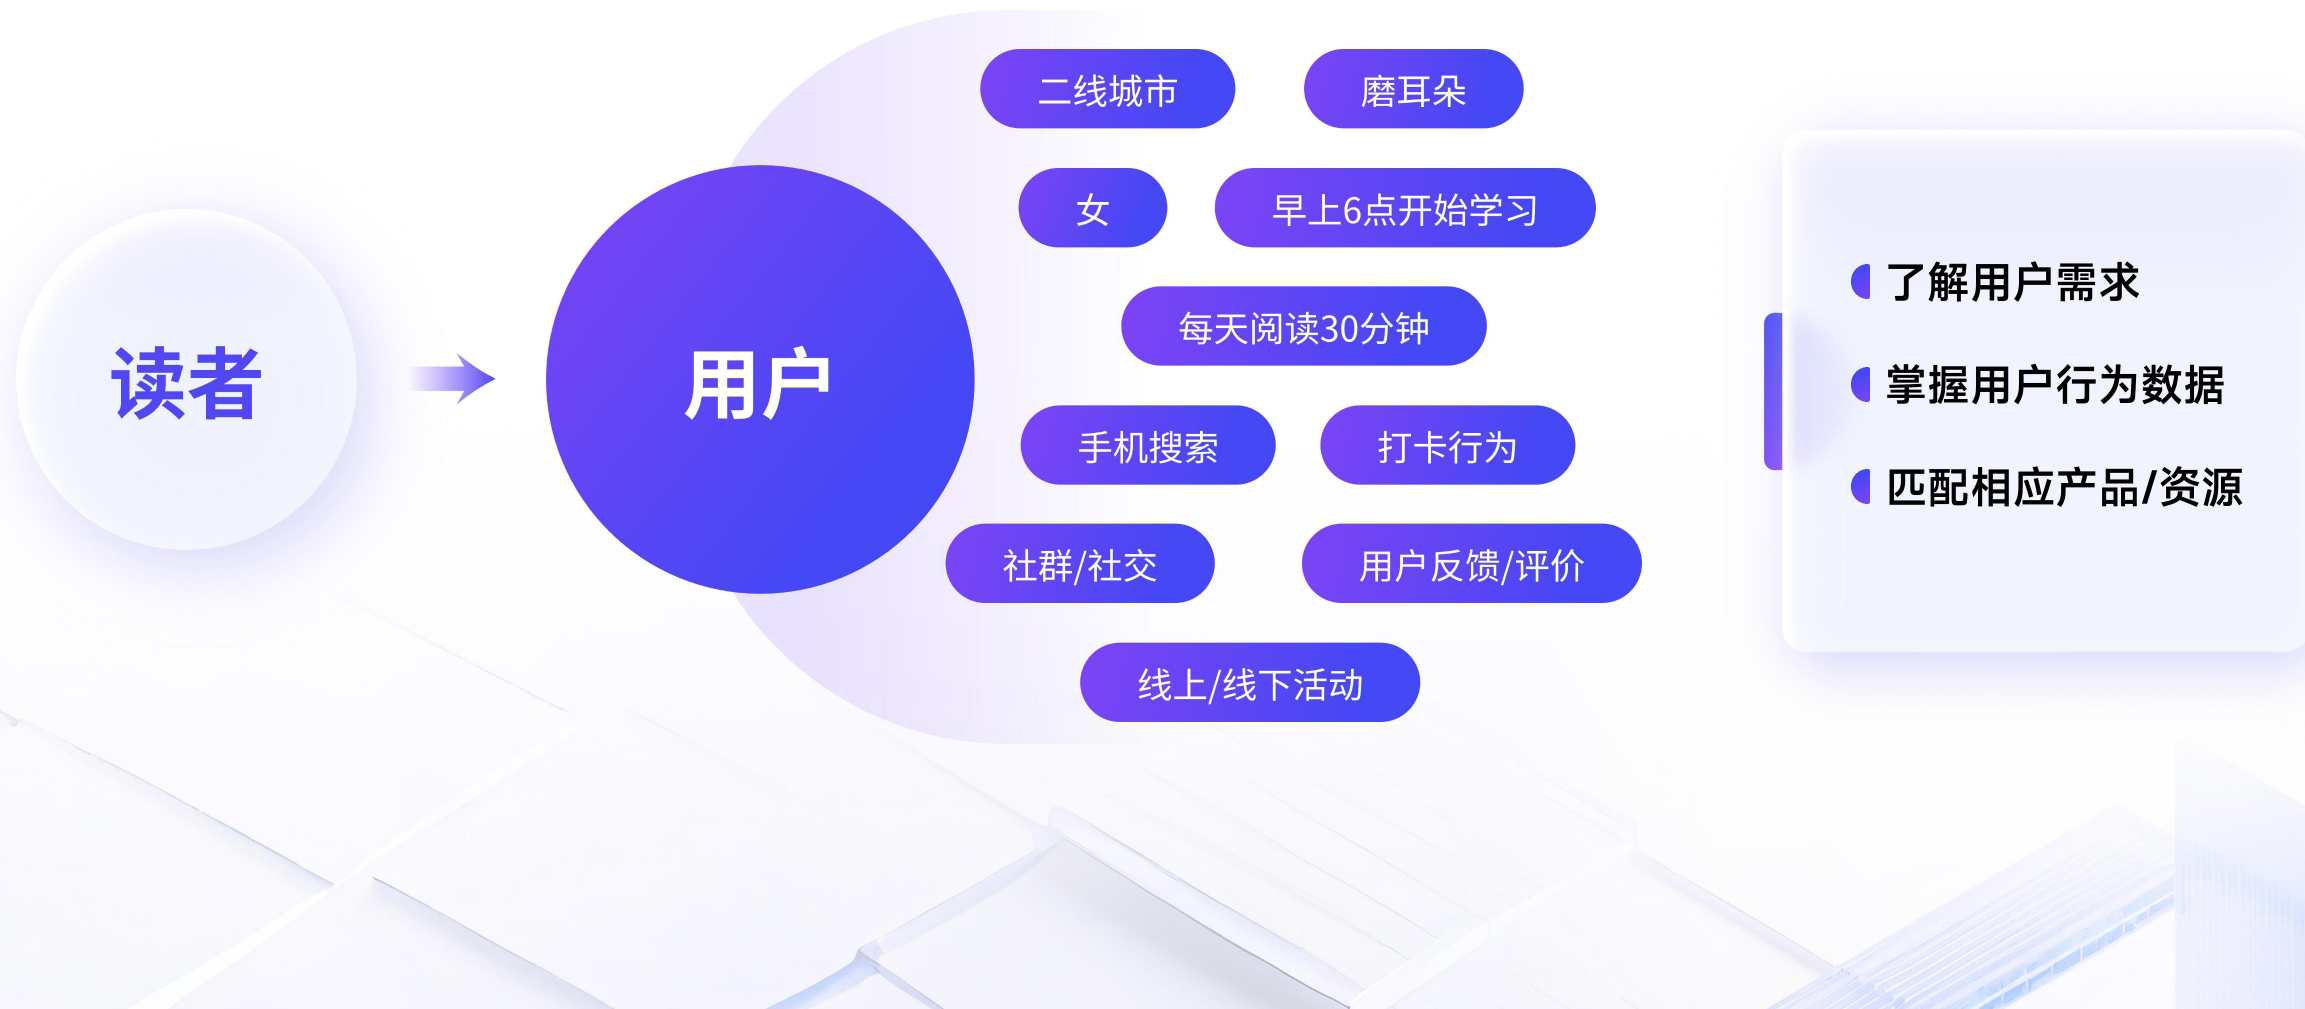 读者
用户
二线城市
磨耳朵
女
早上6点开始学习
每天阅读30分钟
手机搜索
打卡行为
社群/社交
用户反馈/评价
线上/线下活动
了解用户需求
掌握用户行为数据
匹配相应产品/资源